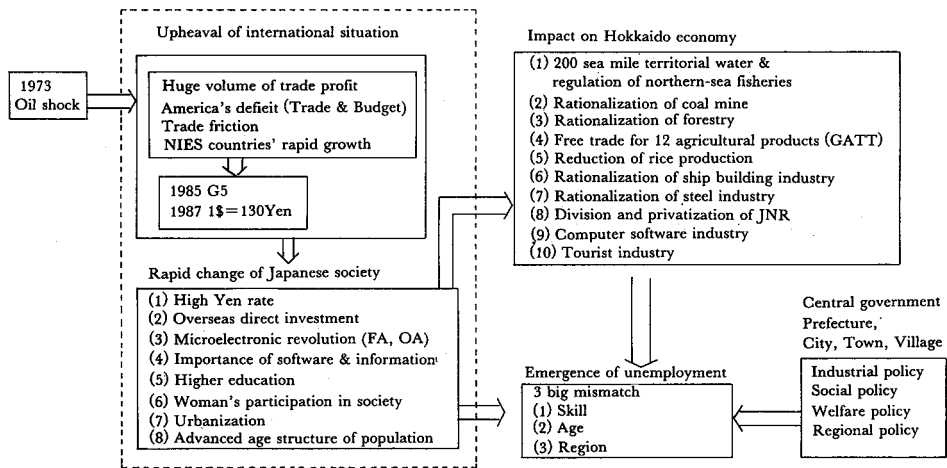 1973
Oil shock
Upheaval of international situation
Huge volume of trade profit
America's defieit (Trade & Budget)
Trade friction
NIES countries' rapid growth
1985 G5
1987 1$=130Yen
Rapid change of Japanese society
(1) High Yen rate
(2) Overseas direct investment
(3) Microelectronic revolution (FA, OA)
(4) Importance of software & information
(5) Higher education
(6) Woman's participation in society
(7) Urbanization
(8) Advanced age structure of population
Impact on Hokkaido economy
(1) 200 sea mile territorial water &
regulation of northern-sea fisheries
(2) Rationalization of coal mine
(3) Rationalization of forestry
(4) Free trade for 12 agricultural products (GATT)
(5) Reduction of rice production
(6) Rationalization of ship building industry
(7) Rationalization of steel industry
(8) Division and privatization of JNR
(9) Computer software industry
(10) Tourist industry
Emergence of unemployment
3 big mismatch
(1) Skill
(2) Age
(3) Region
Central government
Prefecture,
City, Town, Village
Industrial policy
Social policy
Welfare policy
Regional policy